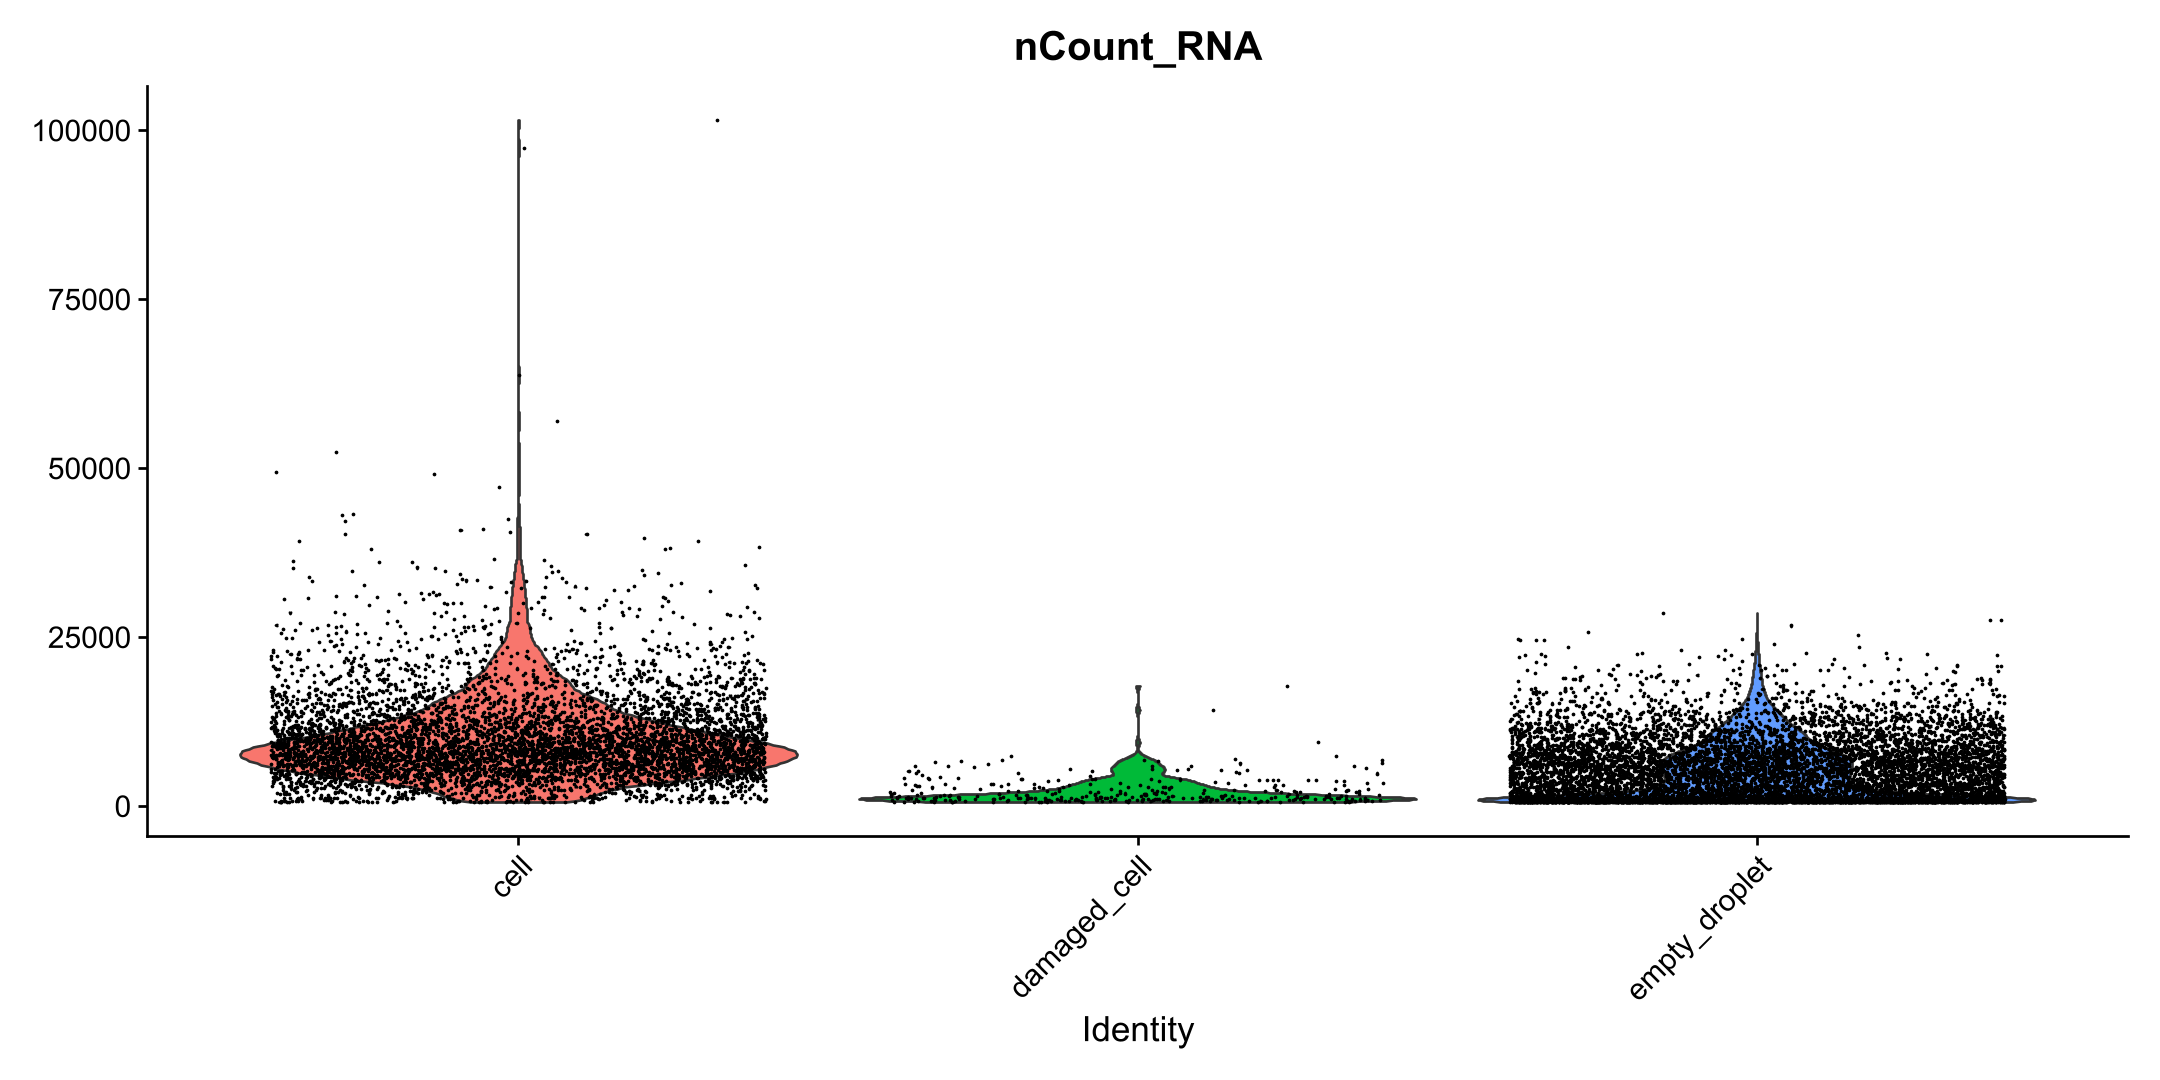 nCount_RNA
100000
75000
50000
25000
0
cell
damaged_cell
empty_droplet
Identity